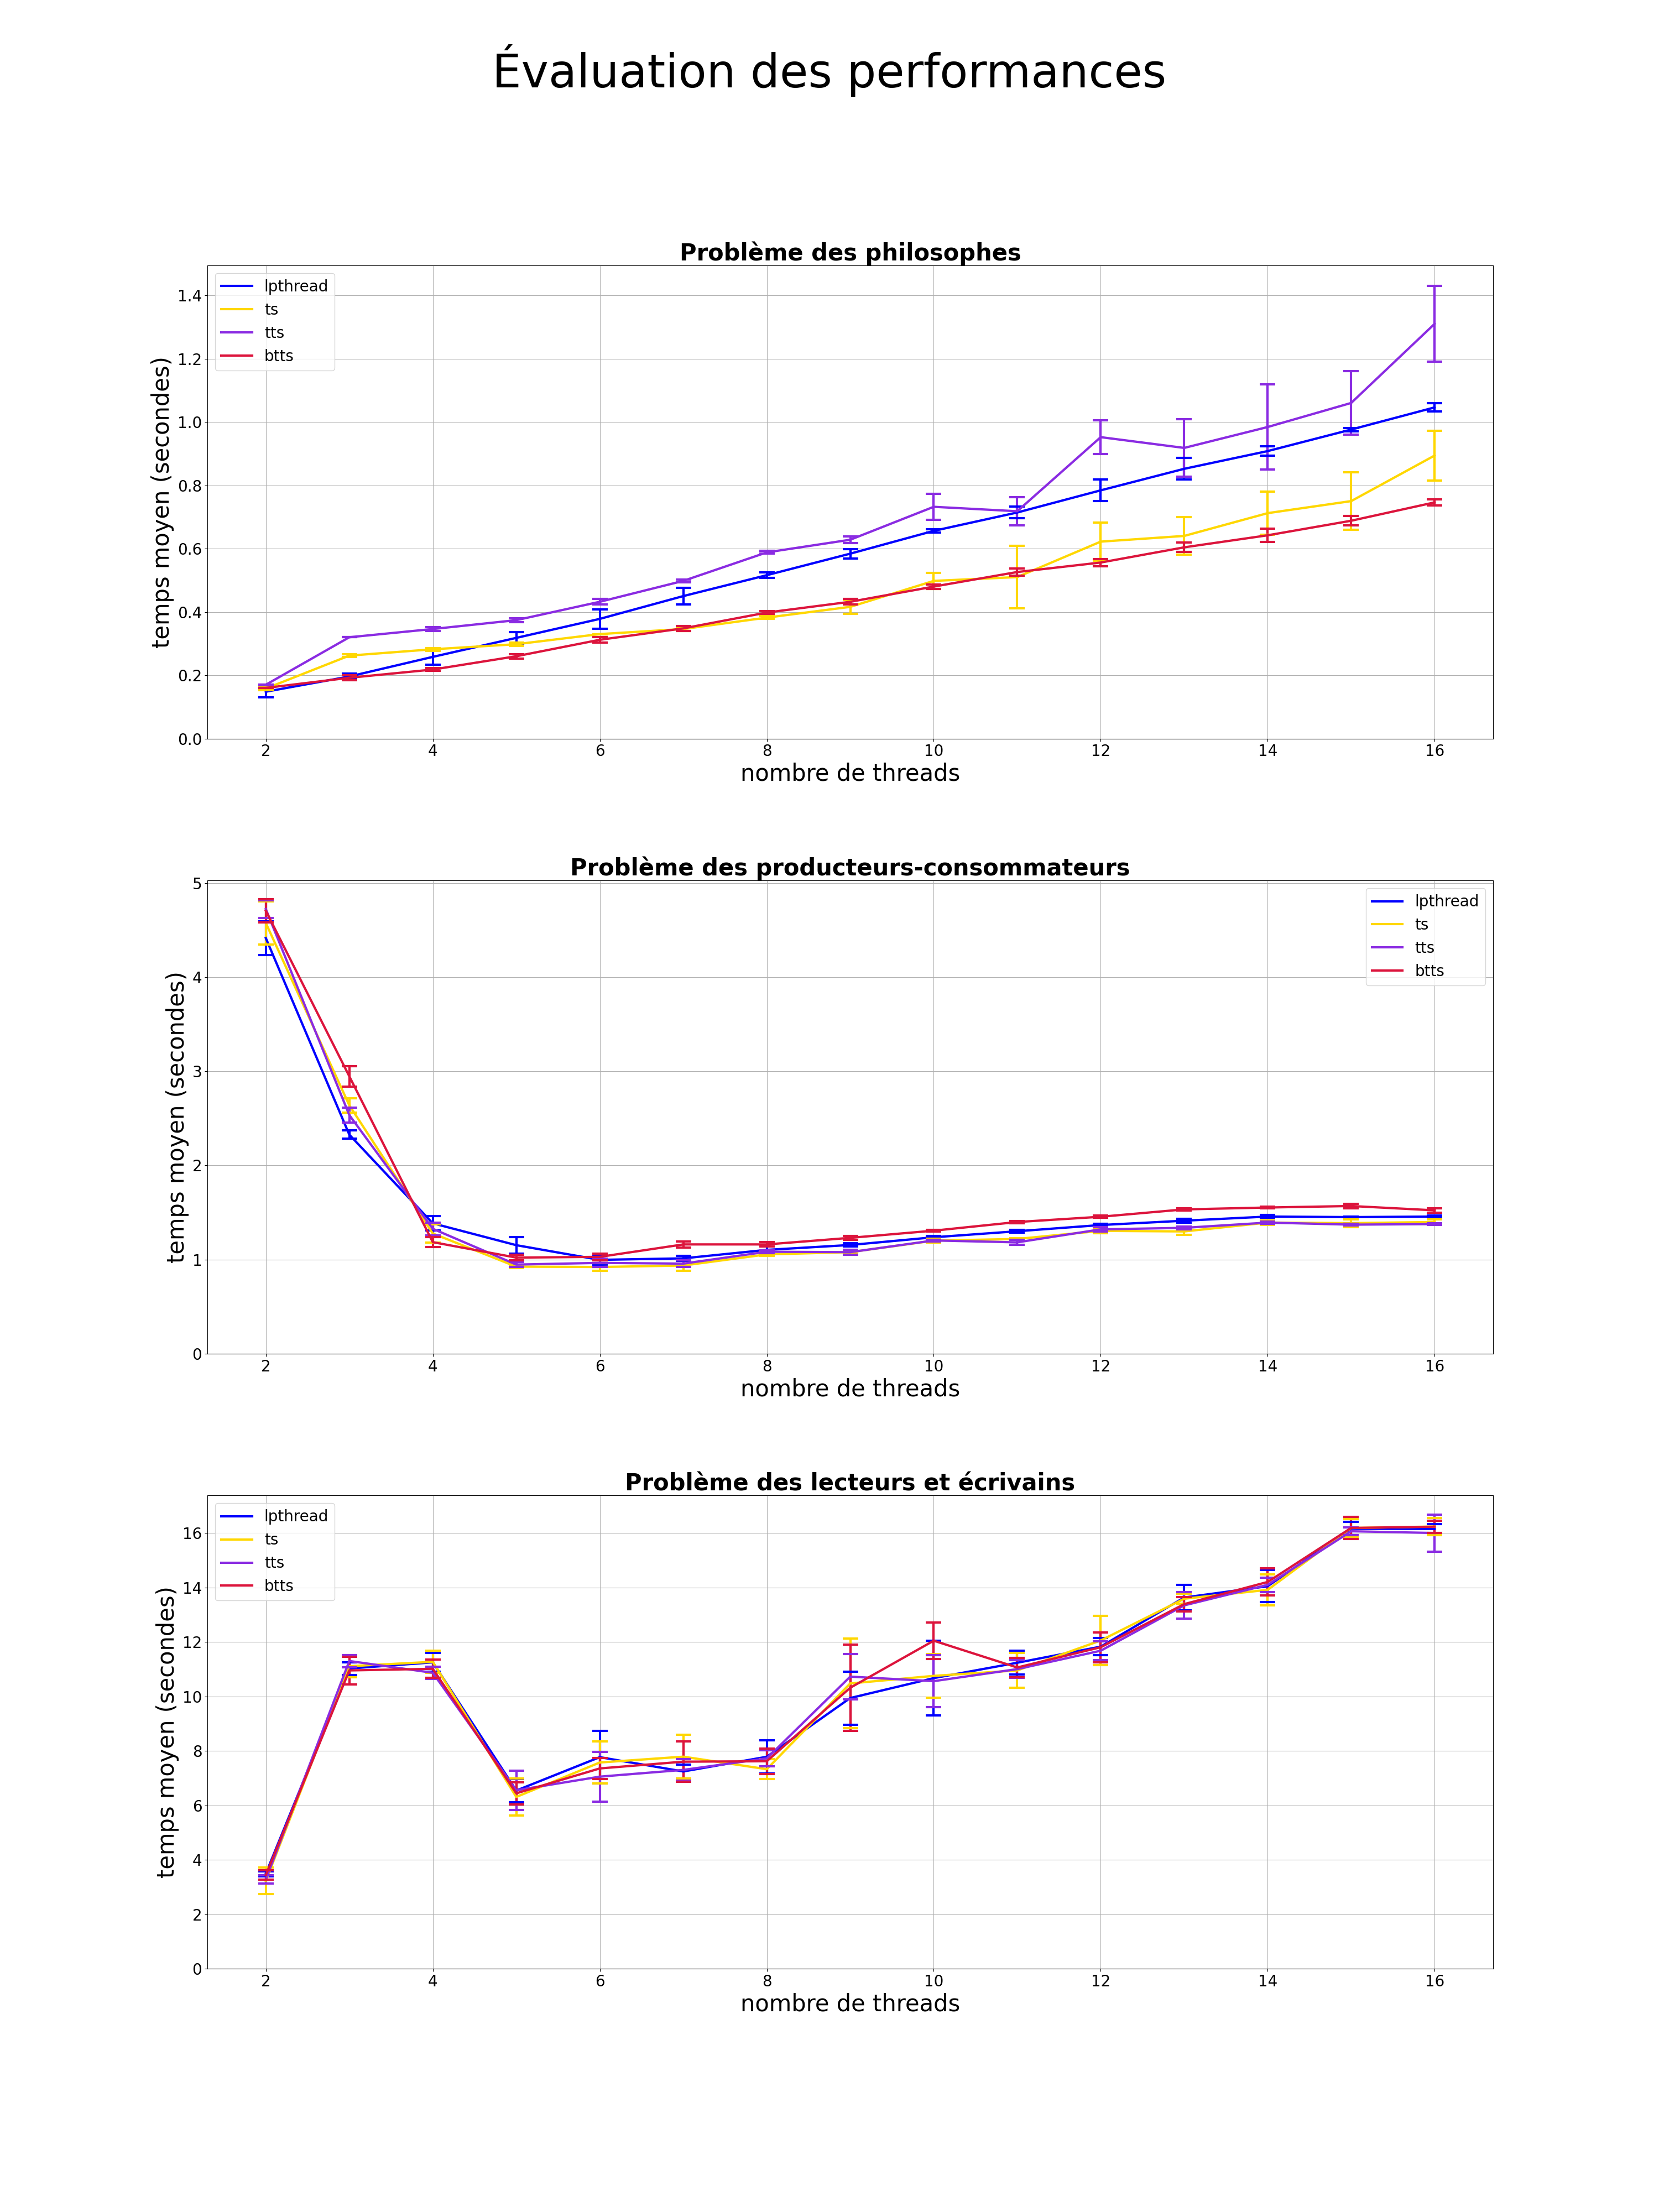 Évaluation des performances
Problème des philosophes
lpthread
ts
tts
btts
temps moyen (secondes)
1.4
1.2
1.0
0.8
0.6
0.4
0.2
0.0
2 4 6 8 10 12 14 16
nombre de threads
Problème des producteurs-consommateurs
lpthread
ts
tts
btts
temps moyen (secondes)
5
4
3
2
1
0
2 4 6 8 10 12 14 16
nombre de threads
Problème des lecteurs et écrivains
lpthread
ts
tts
btts
temps moyen (secondes)
16
14
12
10
8
6
4
2
0
2 4 6 8 10 12 14 16
nombre de threads